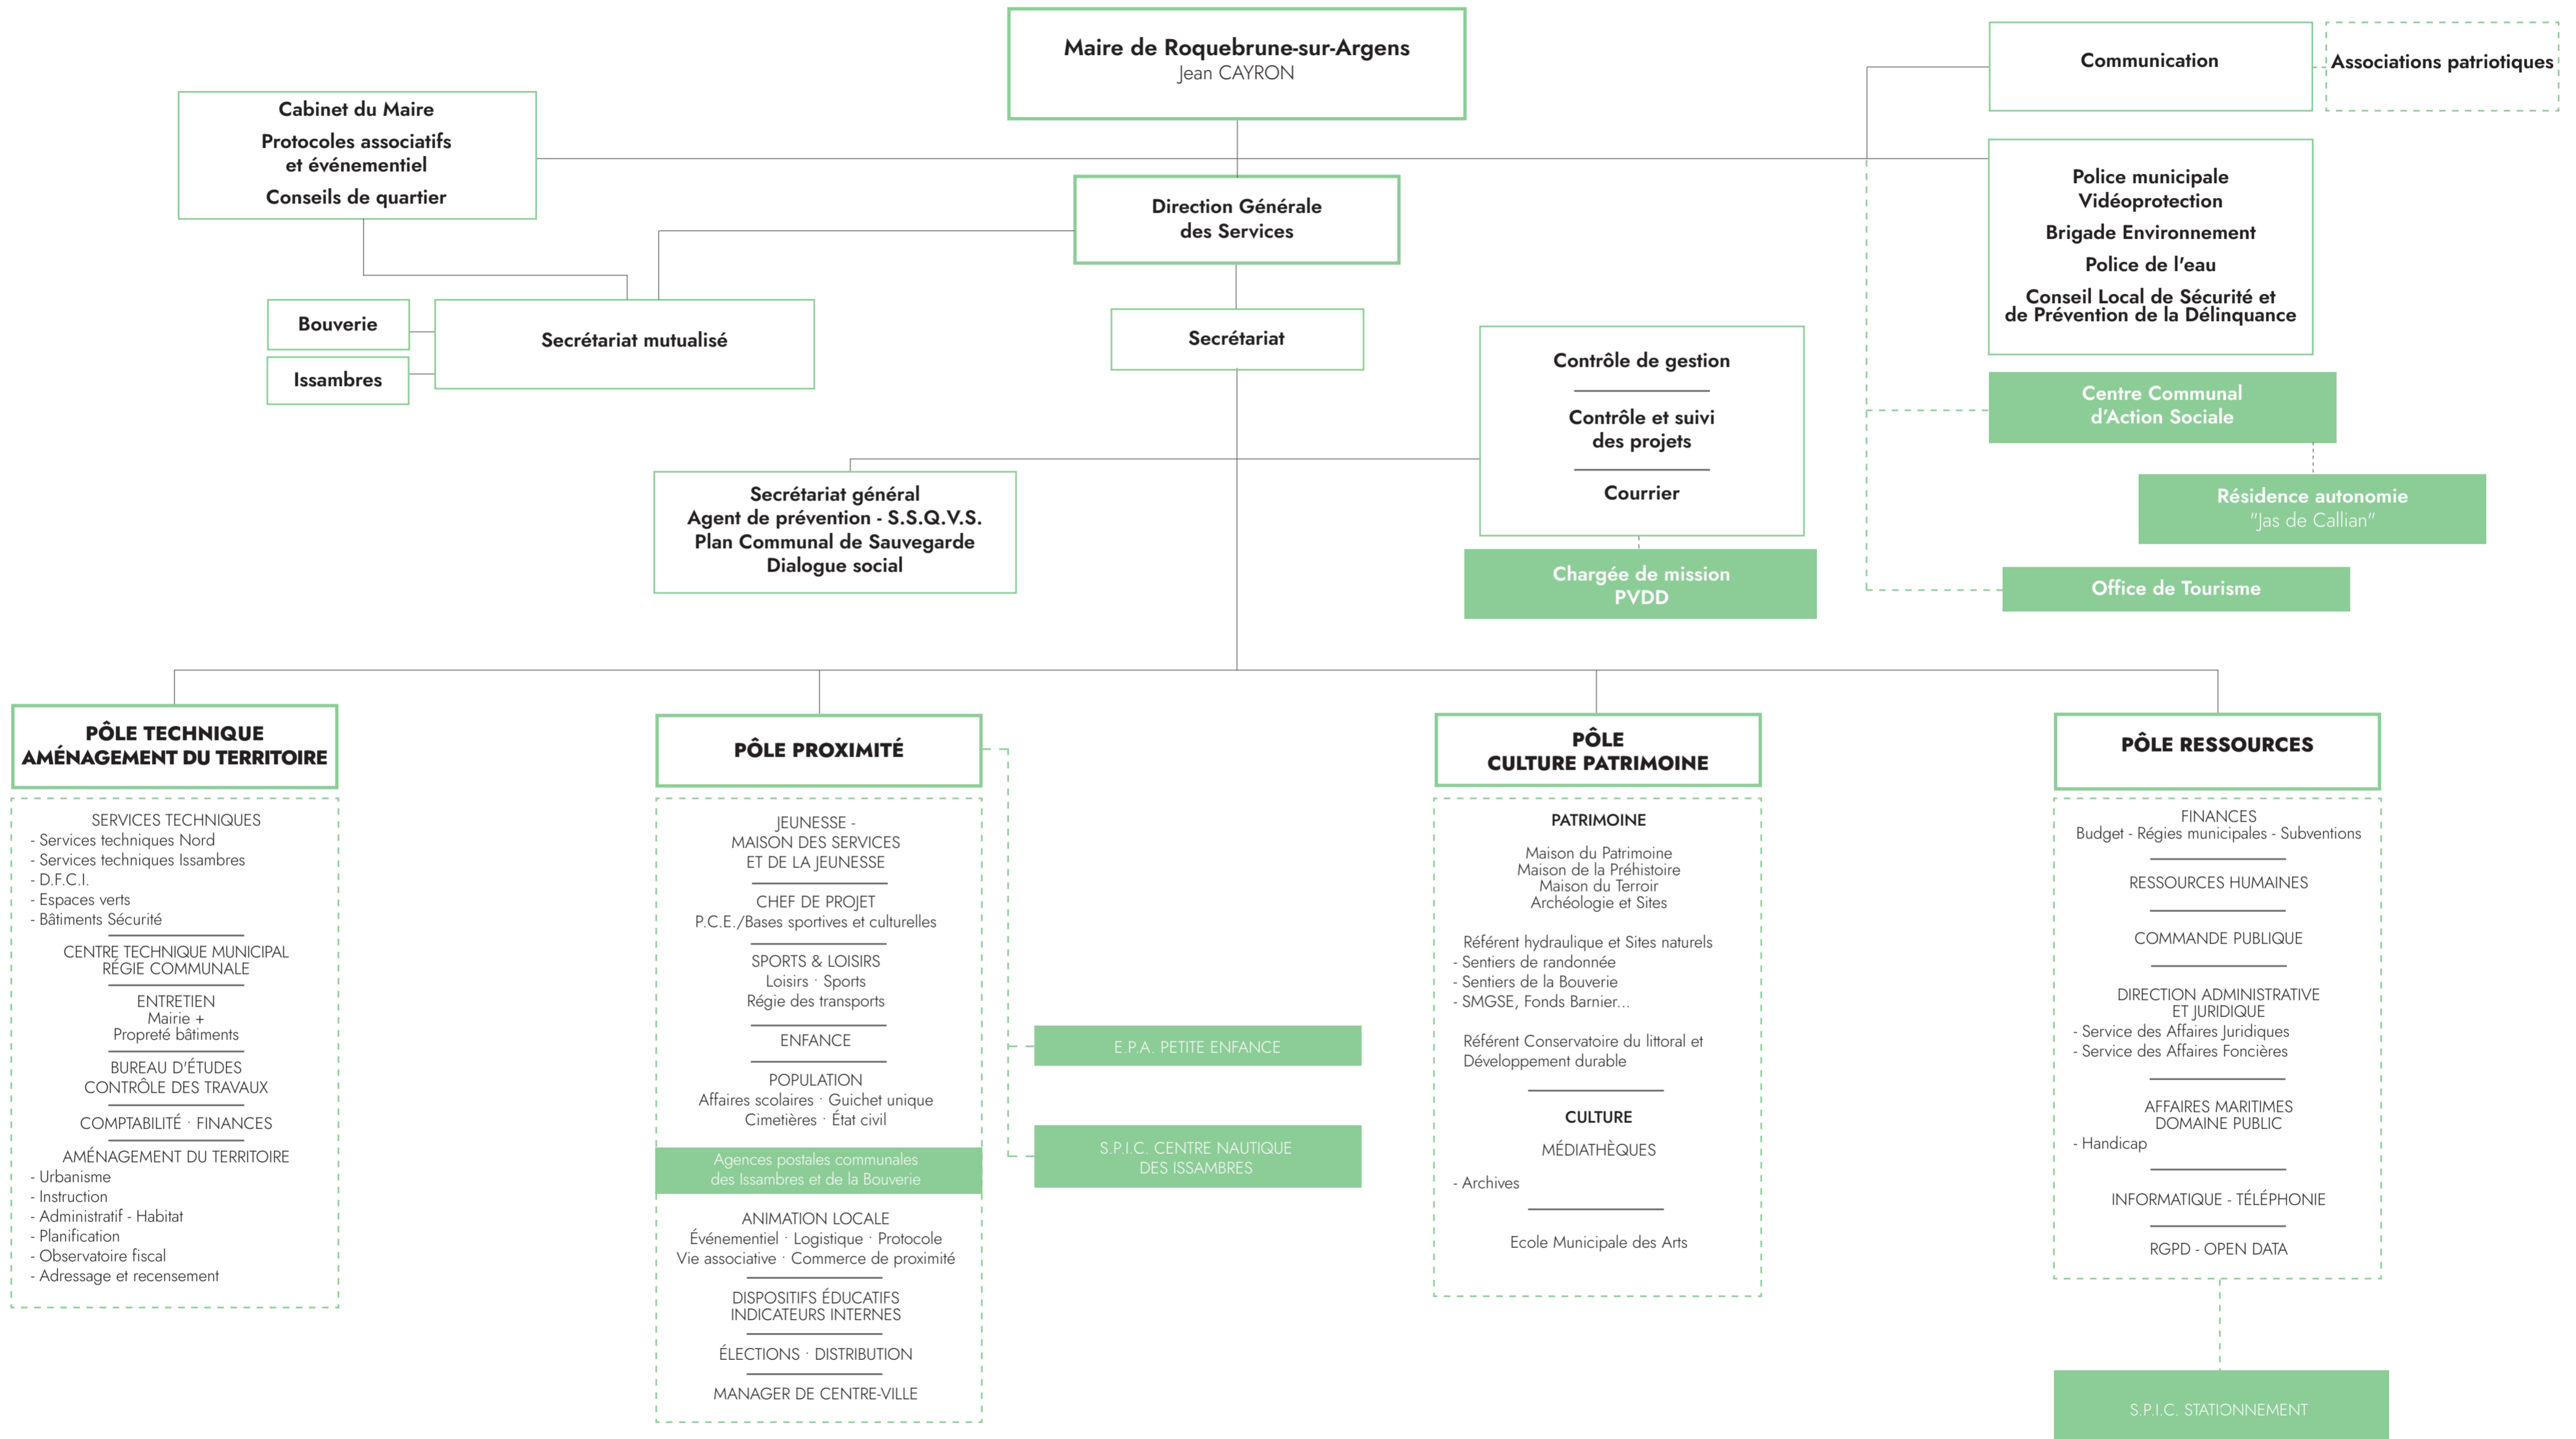 Maire de Roquebrune-sur-Argens
Jean CAYRON
Communication
Associations patriotiques
Cabinet du Maire
Protocoles associatifs
et événementiel
Conseils de quartier
Direction Générale
des Services
Police municipale
Vidéoprotection
Brigade Environnement
Police de l'eau
Conseil Local de Sécurité et
de Prévention de la Délinquance
Bouverie
Issambres
Secrétariat mutualisé
Secrétariat
Contrôle de gestion
Contrôle et suivi
des projets
Courrier
Centre Communal
d'Action Sociale
Résidence autonomie
"Jas de Callian"
Secrétariat général
Agent de prévention - S.S.Q.V.S.
Plan Communal de Sauvegarde
Dialogue social
Chargée de mission
PVDD
Office de Tourisme
PÔLE TECHNIQUE
AMÉNAGEMENT DU TERRITOIRE
SERVICES TECHNIQUES
- Services techniques Nord
- Services techniques Issambres
- D.F.C.I.
- Espaces verts
- Bâtiments Sécurité
CENTRE TECHNIQUE MUNICIPAL
RÉGIE COMMUNALE
ENTRETIEN
Mairie +
Propreté bâtiments
BUREAU D'ÉTUDES
CONTRÔLE DES TRAVAUX
COMPTABILITÉ · FINANCES
AMÉNAGEMENT DU TERRITOIRE
- Urbanisme
- Instruction
- Administratif - Habitat
- Planification
- Observatoire fiscal
- Adressage et recensement
PÔLE PROXIMITÉ
JEUNESSE -
MAISON DES SERVICES
ET DE LA JEUNESSE
CHEF DE PROJET
P.C.E./Bases sportives et culturelles
SPORTS & LOISIRS
Loisirs · Sports
Régie des transports
ENFANCE
POPULATION
Affaires scolaires · Guichet unique
Cimetières · État civil
Agences postales communales
des Issambres et de la Bouverie
ANIMATION LOCALE
Événementiel · Logistique · Protocole
Vie associative · Commerce de proximité
DISPOSITIFS ÉDUCATIFS
INDICATEURS INTERNES
ÉLECTIONS · DISTRIBUTION
MANAGER DE CENTRE-VILLE
E.P.A. PETITE ENFANCE
S.P.I.C. CENTRE NAUTIQUE
DES ISSAMBRES
PÔLE
CULTURE PATRIMOINE
PATRIMOINE
Maison du Patrimoine
Maison de la Préhistoire
Maison du Terroir
Archéologie et Sites
Référent hydraulique et Sites naturels
- Sentiers de randonnée
- Sentiers de la Bouverie
- SMGSE, Fonds Barnier...
Référent Conservatoire du littoral et
Développement durable
CULTURE
MÉDIATHÈQUES
- Archives
Ecole Municipale des Arts
PÔLE RESSOURCES
FINANCES
Budget - Régies municipales - Subventions
RESSOURCES HUMAINES
COMMANDE PUBLIQUE
DIRECTION ADMINISTRATIVE
ET JURIDIQUE
- Service des Affaires Juridiques
- Service des Affaires Foncières
AFFAIRES MARITIMES
DOMAINE PUBLIC
- Handicap
INFORMATIQUE - TÉLÉPHONIE
RGPD - OPEN DATA
S.P.I.C. STATIONNEMENT